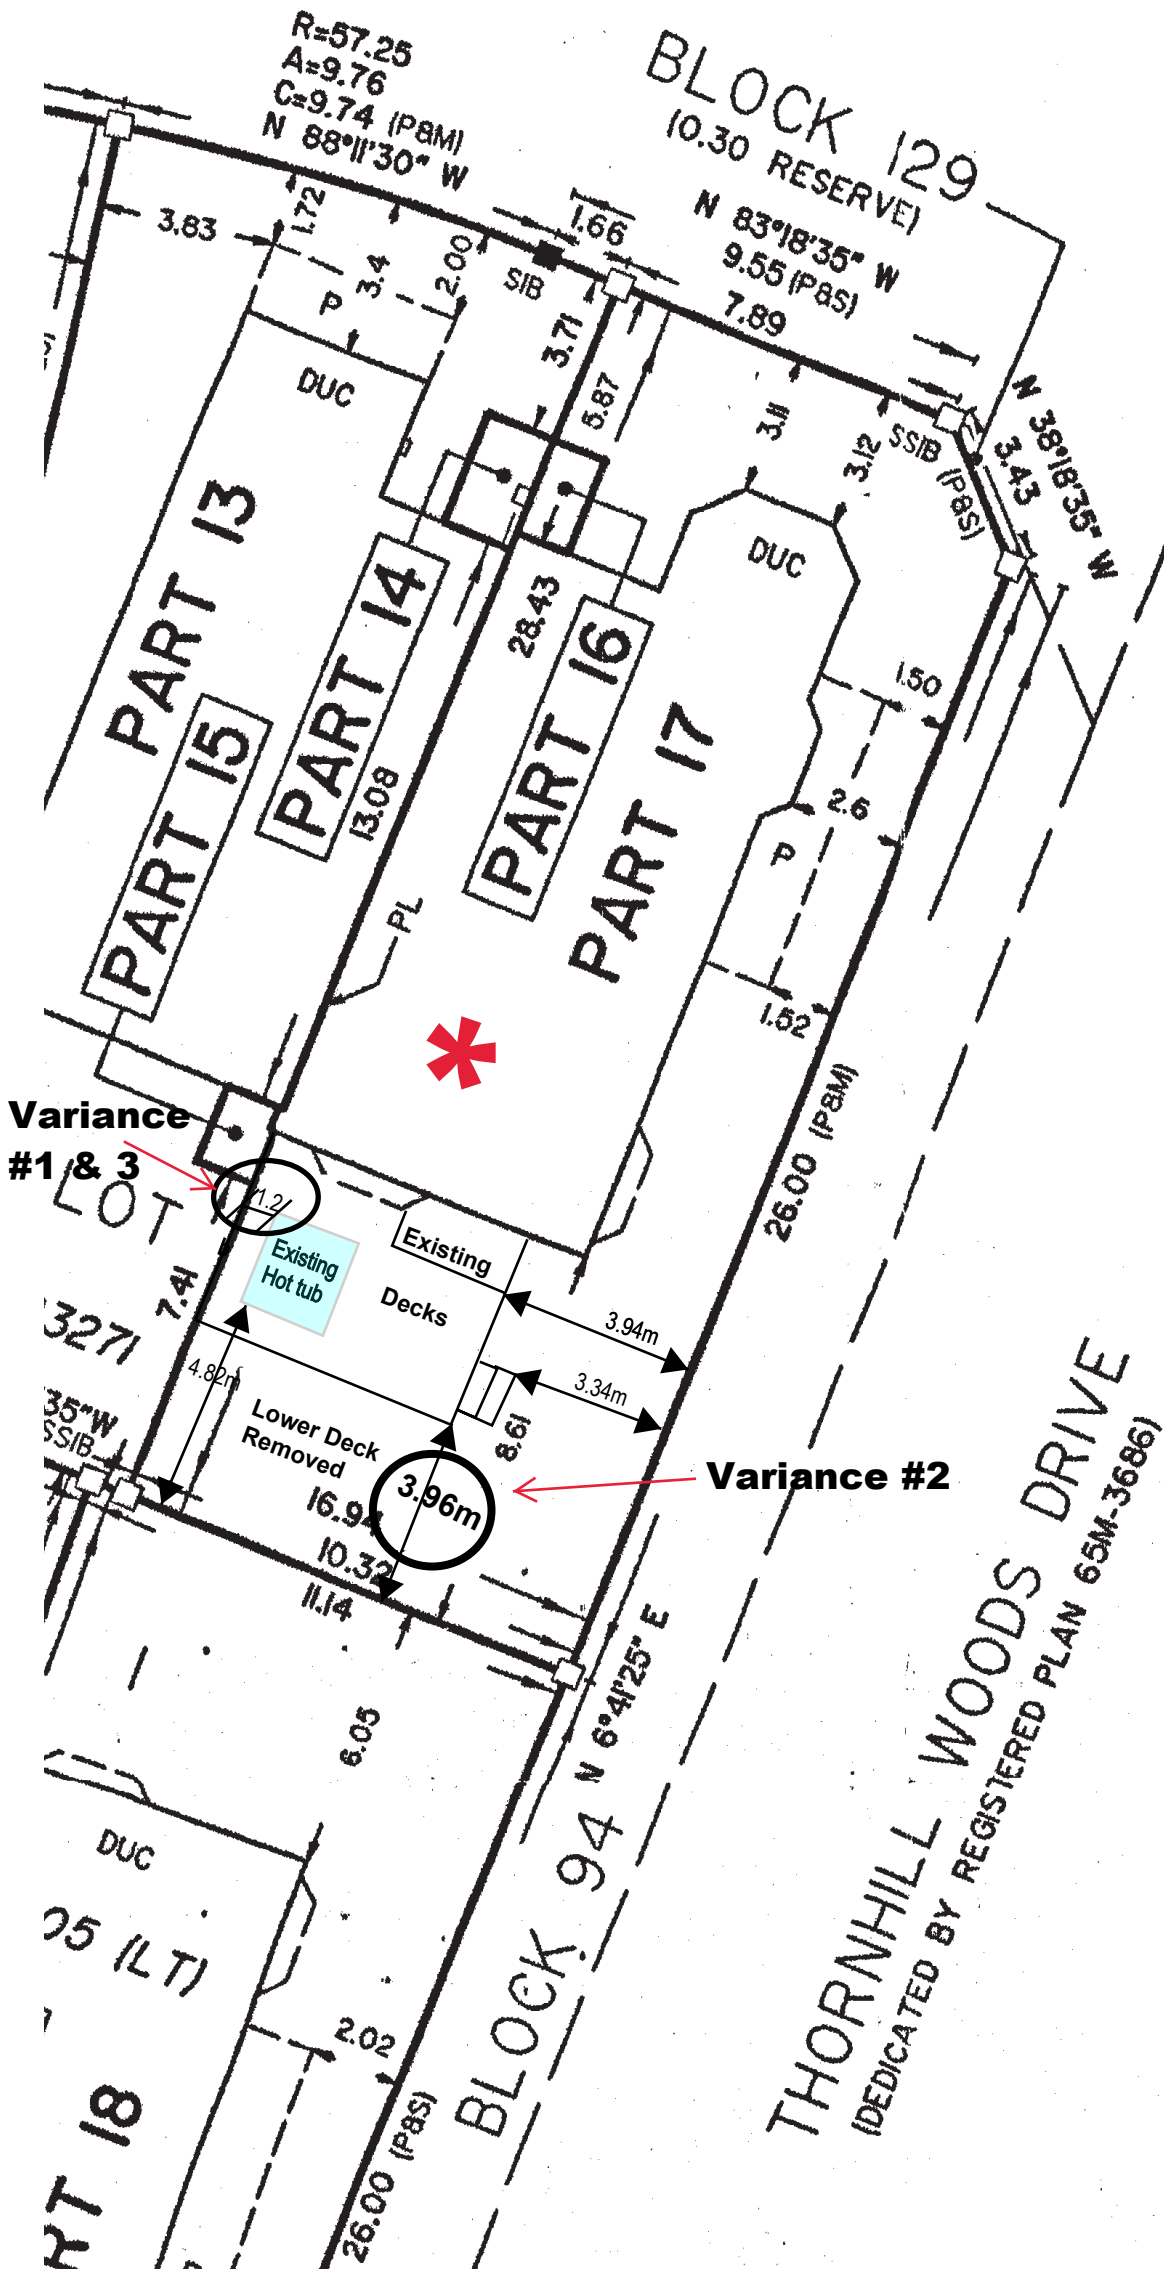 R=57.25
A=9.76
C=9.74 (P&M)
N 88°11'30" W
BLOCK 129
(0.30 RESERVE)
N 83°18'35" W
9.55 (P&S)
7.89
1.66
1.72
3.83
3.4
2.00
SIB
P
DUC
3.71
5.87
3.11
3.12
SSIB (P&S)
N 38°18'35" W
3.43
DUC
PART 13
PART 14
PART 15
28.43
PART 16
PART 17
1.50
2.6
P
13.08
PL
1.52
*
26.00 (P&M)
Variance
#1 & 3
LOT
1.2
Existing
Hot tub
Existing
Decks
7.41
3271
3.94m
3.34m
4.82m
35"W
SSIB
Lower Deck
Removed
8.61
3.96m
Variance #2
16.94
10.32
11.14
6.05
N 6°41'25" E
DUC
05 (LT)
BLOCK 94
THORNHILL WOODS DRIVE
(DEDICATED BY REGISTERED PLAN 65M-3686)
2.02
RT 18
26.00 (P&S)